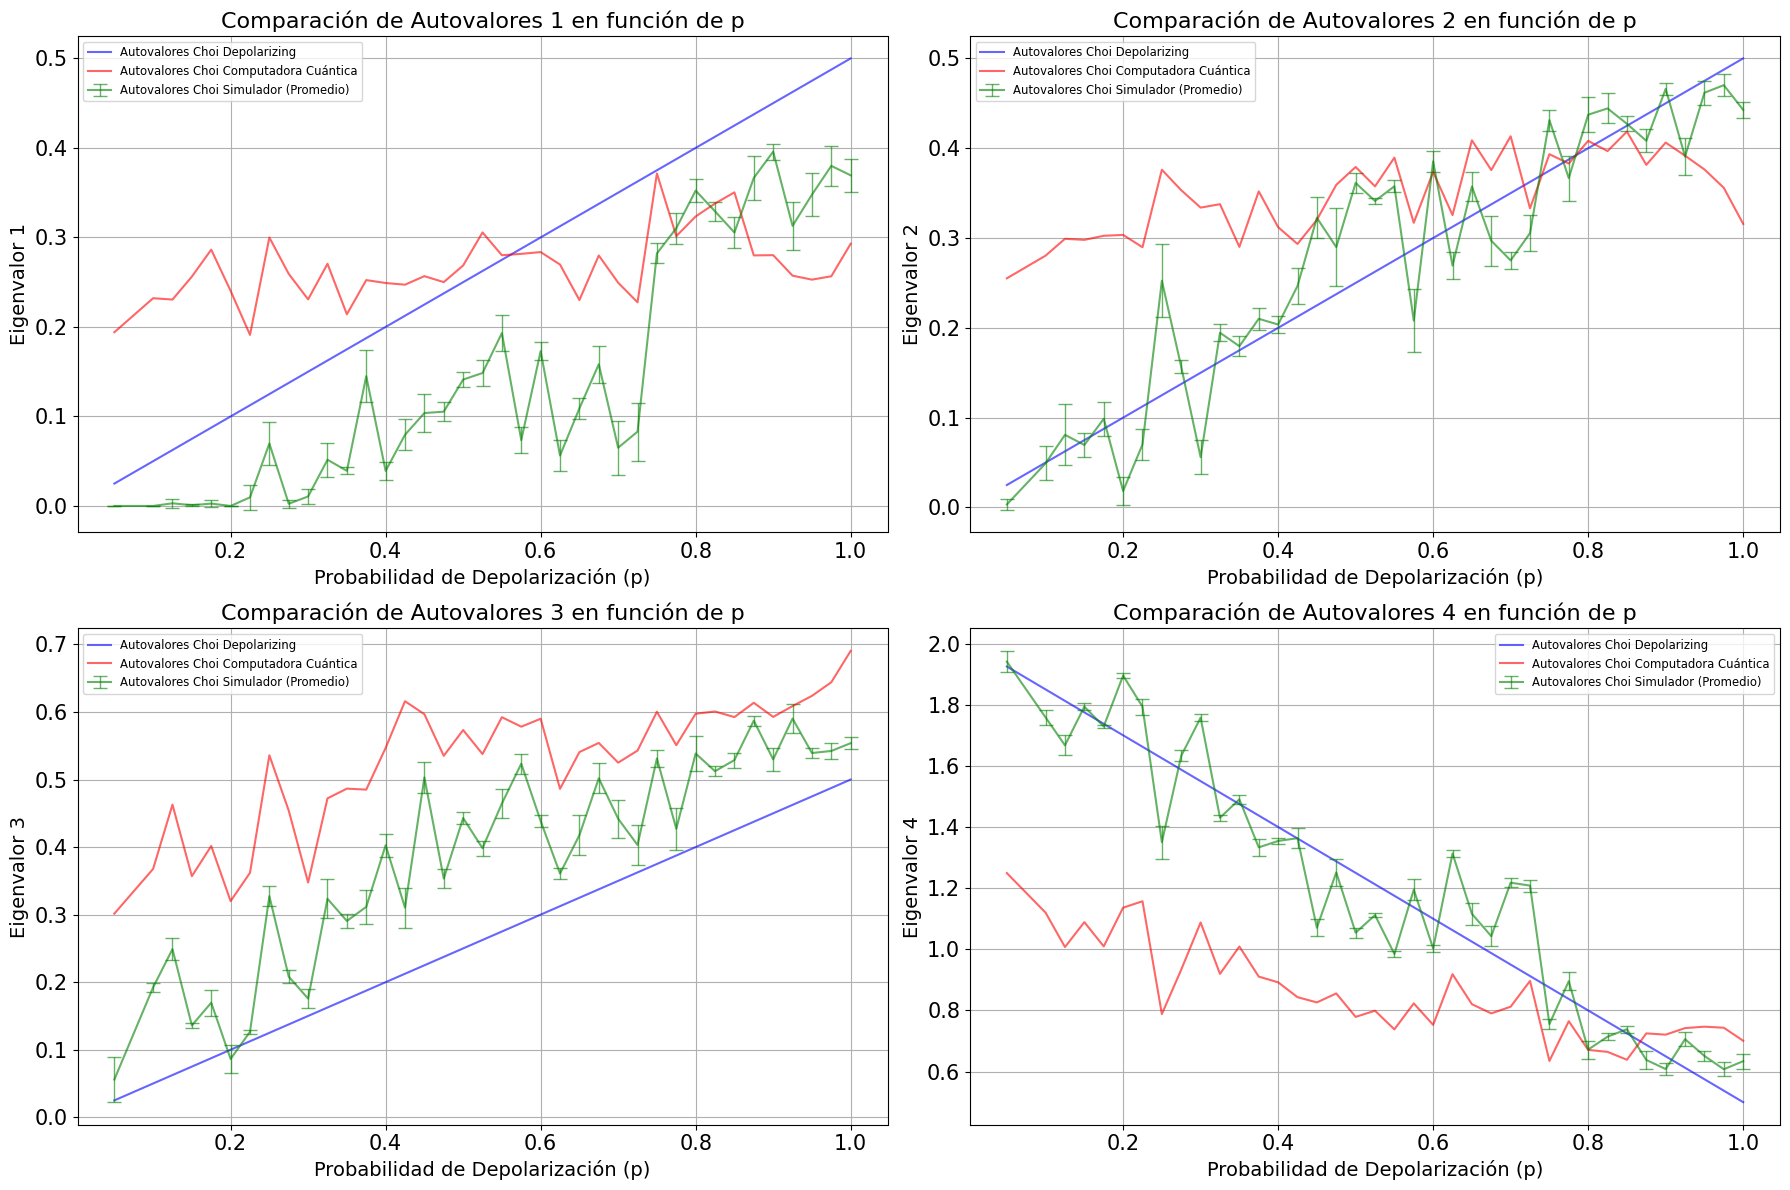 Comparación de Autovalores 1 en función de p
Autovalores Choi Depolarizing
Autovalores Choi Computadora Cuántica
Autovalores Choi Simulador (Promedio)
0.5
0.4
0.3
0.2
0.1
0.0
Eigenvalor 1
0.2 0.4 0.6 0.8 1.0
Probabilidad de Depolarización (p)
Comparación de Autovalores 2 en función de p
Autovalores Choi Depolarizing
Autovalores Choi Computadora Cuántica
Autovalores Choi Simulador (Promedio)
0.5
0.4
0.3
0.2
0.1
0.0
Eigenvalor 2
0.2 0.4 0.6 0.8 1.0
Probabilidad de Depolarización (p)
Comparación de Autovalores 3 en función de p
Autovalores Choi Depolarizing
Autovalores Choi Computadora Cuántica
Autovalores Choi Simulador (Promedio)
0.7
0.6
0.5
0.4
0.3
0.2
0.1
0.0
Eigenvalor 3
0.2 0.4 0.6 0.8 1.0
Probabilidad de Depolarización (p)
Comparación de Autovalores 4 en función de p
Autovalores Choi Depolarizing
Autovalores Choi Computadora Cuántica
Autovalores Choi Simulador (Promedio)
2.0
1.8
1.6
1.4
1.2
1.0
0.8
0.6
Eigenvalor 4
0.2 0.4 0.6 0.8 1.0
Probabilidad de Depolarización (p)